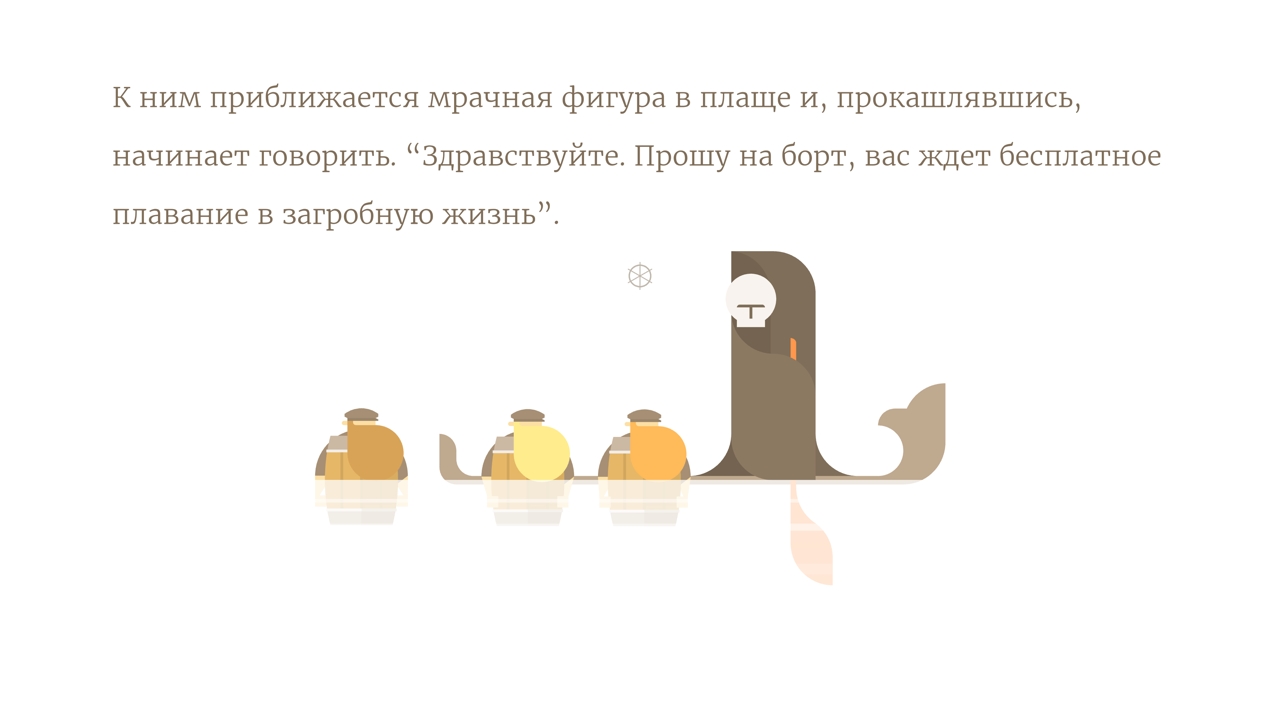 К ним приближается мрачная фигура в плаще и, прокашлявшись,
начинает говорить. “Здравствуйте. Прошу на борт, вас ждет бесплатное
плавание в загробную жизнь”.